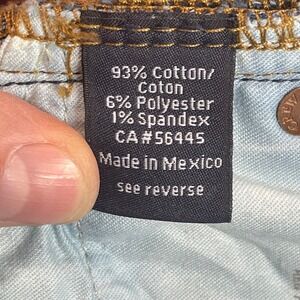 93% Cotton/
Coton
6% Polyester
1% Spandex
CA#56445
Made in Mexico
see reverse